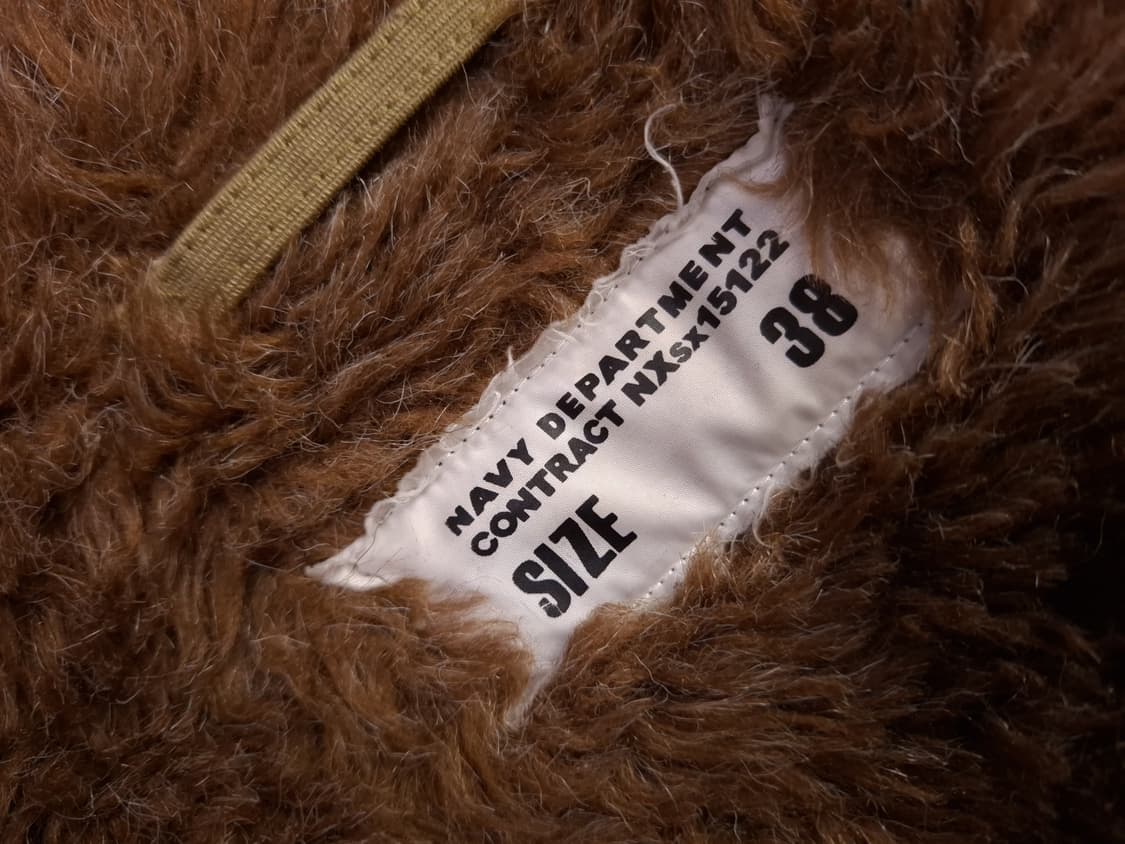 NAVY DEPARTMENT
CONTRACT NXsx15122
SIZE 38